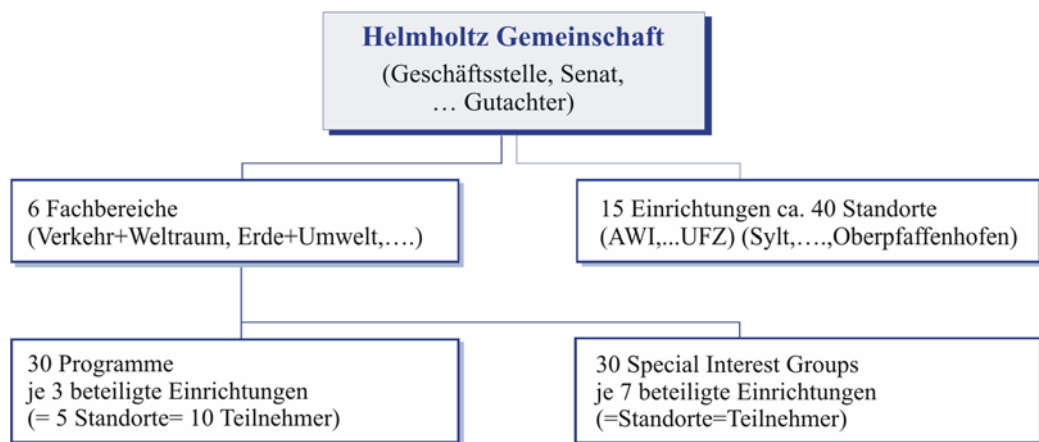 Helmholtz Gemeinschaft
(Geschäftsstelle, Senat,
… Gutachter)
6 Fachbereiche
(Verkehr+Weltraum, Erde+Umwelt,….)
15 Einrichtungen ca. 40 Standorte
(AWI,...UFZ) (Sylt,….,Oberpfaffenhofen)
30 Programme
je 3 beteiligte Einrichtungen
(= 5 Standorte= 10 Teilnehmer)
30 Special Interest Groups
je 7 beteiligte Einrichtungen
(=Standorte=Teilnehmer)